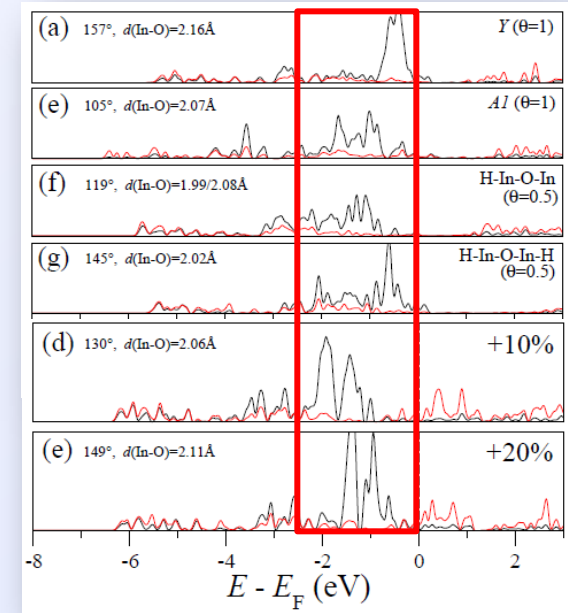 (a) 157°, d(In-O)=2.16Å Y (θ=1)
(e) 105°, d(In-O)=2.07Å A1 (θ=1)
(f) 119°, d(In-O)=1.99/2.08Å H-In-O-In
(θ=0.5)
(g) 145°, d(In-O)=2.02Å H-In-O-In-H
(θ=0.5)
(d) 130°, d(In-O)=2.06Å +10%
(e) 149°, d(In-O)=2.11Å +20%
-8 -6 -4 -2 0 2
E - E_F (eV)